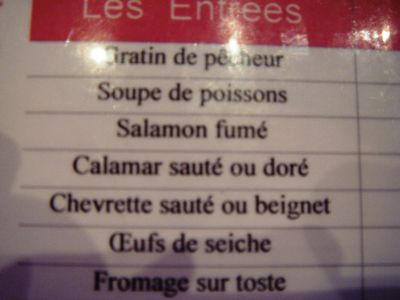 Les Entrées
Gratin de pêcheur
Soupe de poissons
Salamon fumé
Calamar sauté ou doré
Chevrette sauté ou beignet
Œufs de seiche
Fromage sur toste